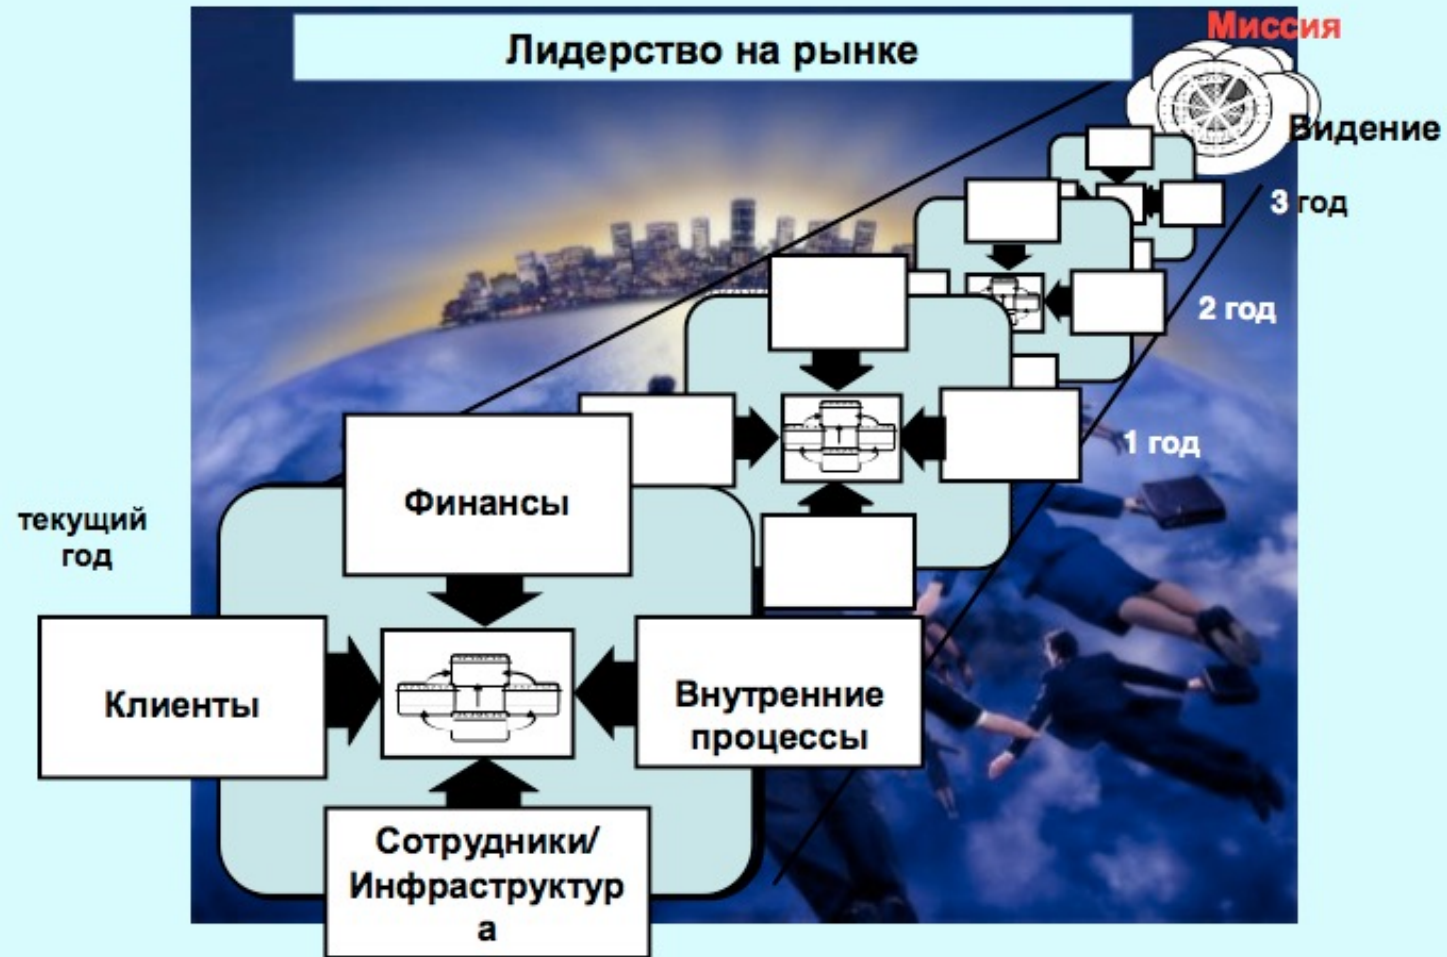 Миссия
Лидерство на рынке
Видение
3 год
2 год
1 год
текущий
год
Финансы
Клиенты
Внутренние
процессы
Сотрудники/
Инфраструктур
а